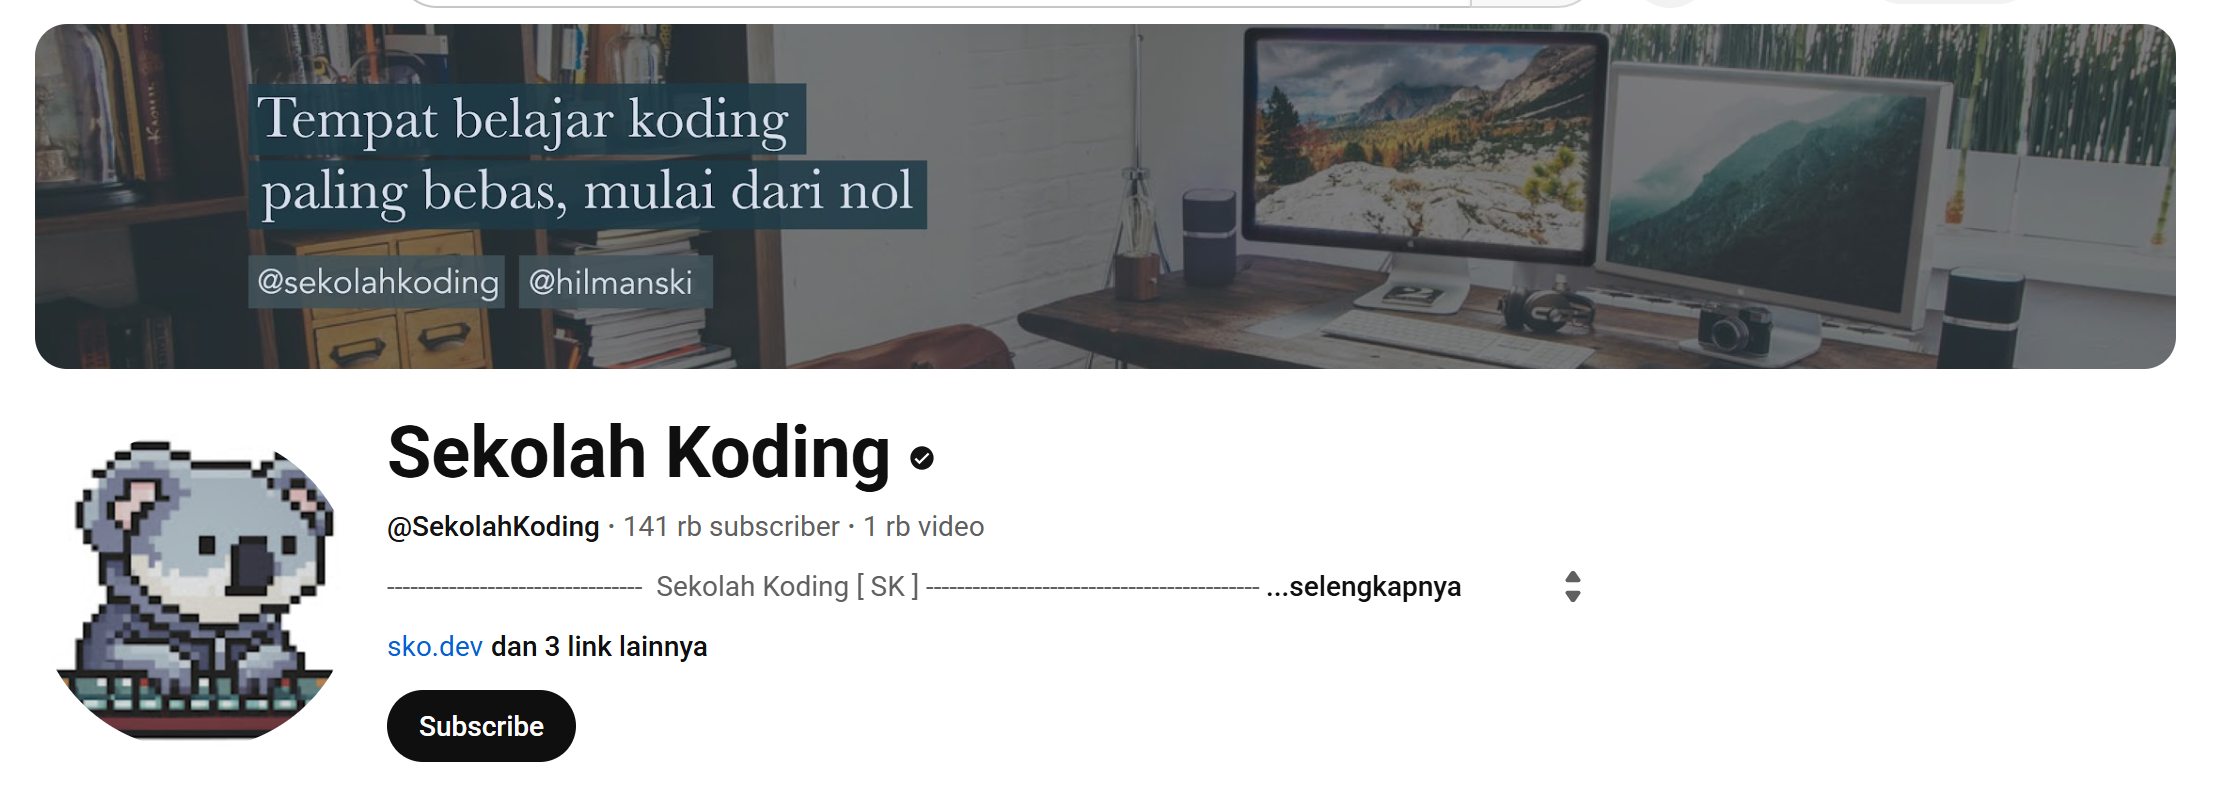 Tempat belajar koding
paling bebas, mulai dari nol
@sekolahkoding @hilmanski
Sekolah Koding
@SekolahKoding · 141 rb subscriber · 1 rb video
-------------------------------- Sekolah Koding [ SK ] ------------------------------------------ ...selengkapnya
sko.dev dan 3 link lainnya
Subscribe